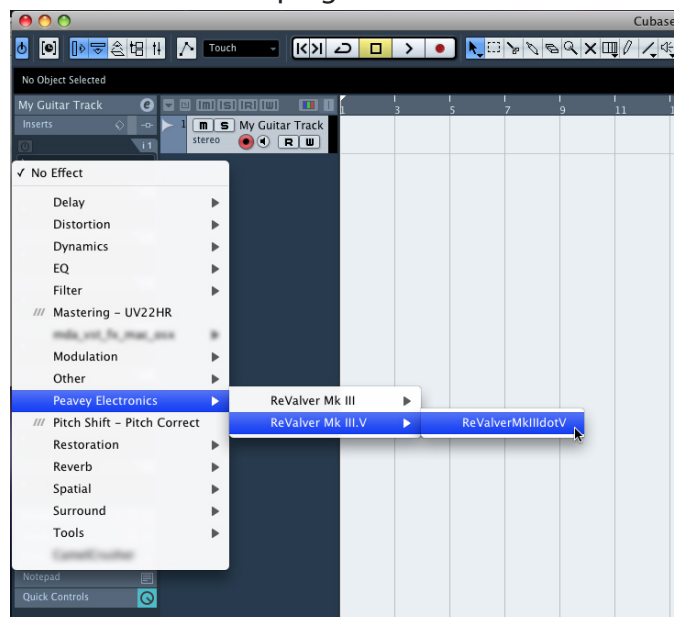 Cubase
Touch
No Object Selected
My Guitar Track
Inserts
i1
1 m S My Guitar Track
stereo R W
3 5 7 9 11
✓ No Effect
Delay
Distortion
Dynamics
EQ
Filter
/// Mastering - UV22HR
Modulation
Other
Peavey Electronics
ReValver Mk III
/// Pitch Shift - Pitch Correct
ReValver Mk III.V
ReValverMkIIIdotV
Restoration
Reverb
Spatial
Surround
Tools
Notepad
Quick Controls